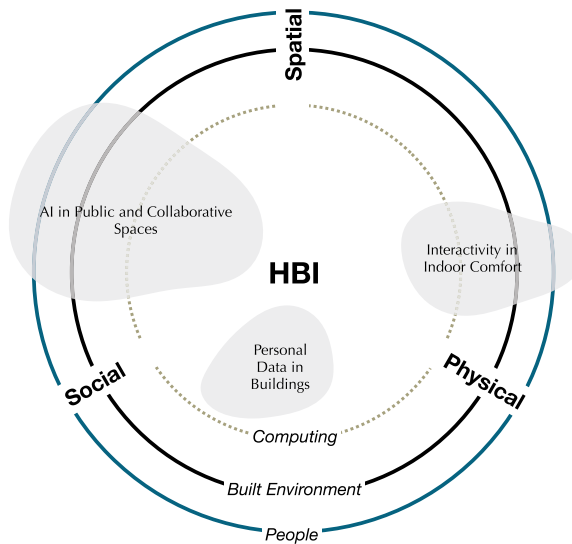 Spatial
AI in Public and Collaborative
Spaces
Interactivity in
Indoor Comfort
HBI
Personal
Data in
Buildings
Social
Physical
Computing
Built Environment
People